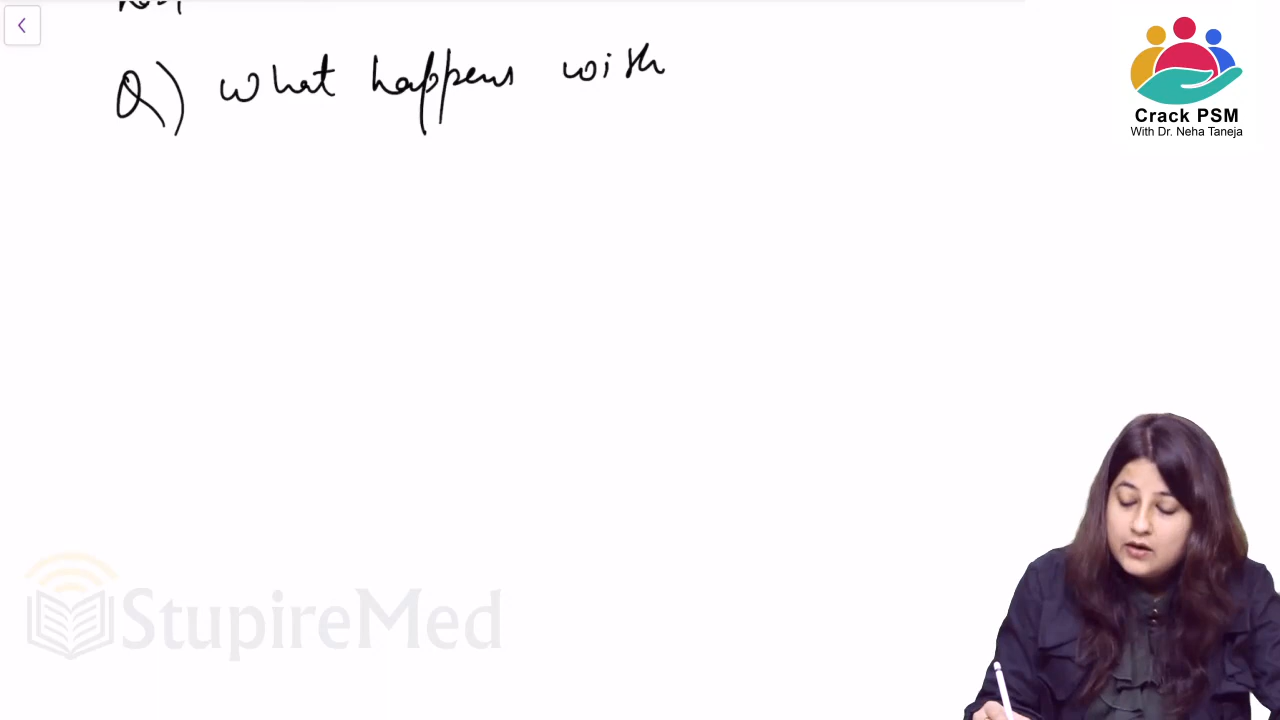 Q) What happens with
Crack PSM
With Dr. Neha Taneja
StupireMed